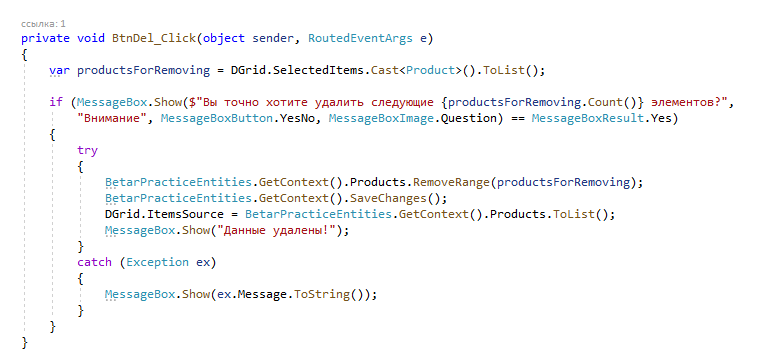 ссылка: 1
private void BtnDel_Click(object sender, RoutedEventArgs e)
{
var productsForRemoving = DGrid.SelectedItems.Cast<Product>().ToList();
if (MessageBox.Show($"Вы точно хотите удалить следующие {productsForRemoving.Count()} элементов?",
"Внимание", MessageBoxButton.YesNo, MessageBoxImage.Question) == MessageBoxResult.Yes)
{
try
{
BetarPracticeEntities.GetContext().Products.RemoveRange(productsForRemoving);
BetarPracticeEntities.GetContext().SaveChanges();
DGrid.ItemsSource = BetarPracticeEntities.GetContext().Products.ToList();
MessageBox.Show("Данные удалены!");
}
catch (Exception ex)
{
MessageBox.Show(ex.Message.ToString());
}
}
}